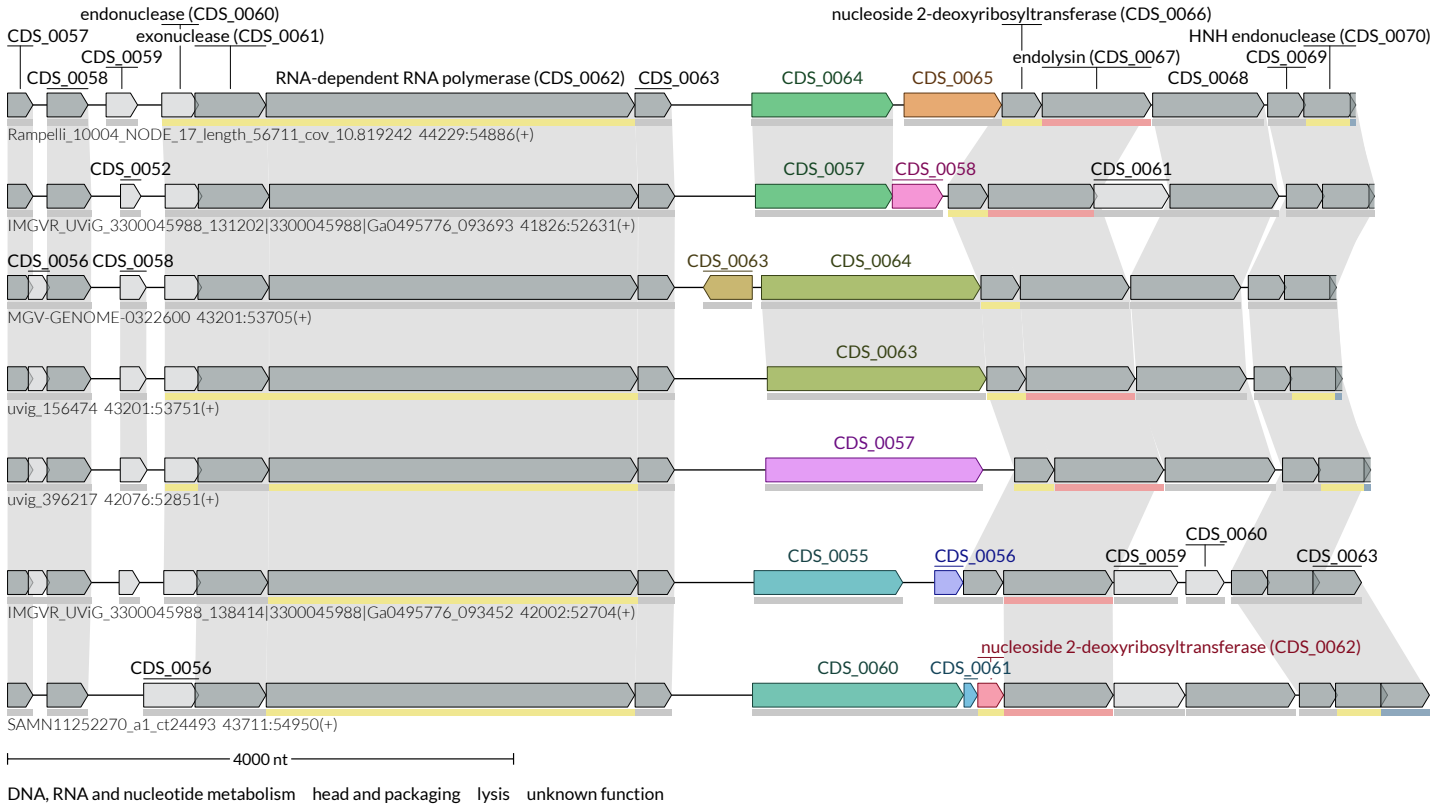 endonuclease (CDS_0060)
nucleoside 2-deoxyribosyltransferase (CDS_0066)
CDS_0057
exonuclease (CDS_0061)
HNH endonuclease (CDS_0070)
CDS_0059
endolysin (CDS_0067)
CDS_0069
CDS_0058
RNA-dependent RNA polymerase (CDS_0062)
CDS_0063
CDS_0064
CDS_0065
CDS_0068
Rampelli_10004_NODE_17_length_56711_cov_10.819242 44229:54886(+)
CDS_0052
CDS_0057
CDS_0058
CDS_0061
IMGVR_UViG_3300045988_131202|3300045988|Ga0495776_093693 41826:52631(+)
CDS_0056
CDS_0058
CDS_0063
CDS_0064
MGV-GENOME-0322600 43201:53705(+)
CDS_0063
uvig_156474 43201:53751(+)
CDS_0057
uvig_396217 42076:52851(+)
CDS_0060
CDS_0055
CDS_0056
CDS_0059
CDS_0063
IMGVR_UViG_3300045988_138414|3300045988|Ga0495776_093452 42002:52704(+)
nucleoside 2-deoxyribosyltransferase (CDS_0062)
CDS_0056
CDS_0060
CDS_0061
SAMN11252270_a1_ct24493 43711:54950(+)
4000 nt
DNA, RNA and nucleotide metabolism head and packaging lysis unknown function